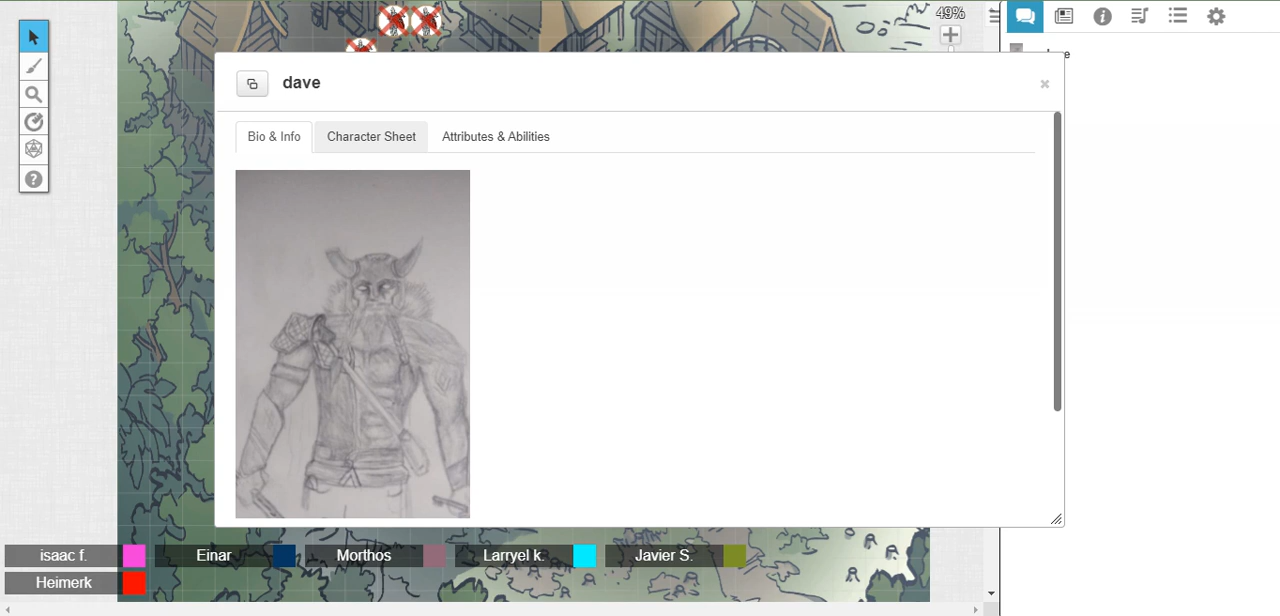 49%
dave
Bio & Info
Character Sheet
Attributes & Abilities
isaac f.
Einar
Morthos
Larryel k.
Javier S.
Heimerk